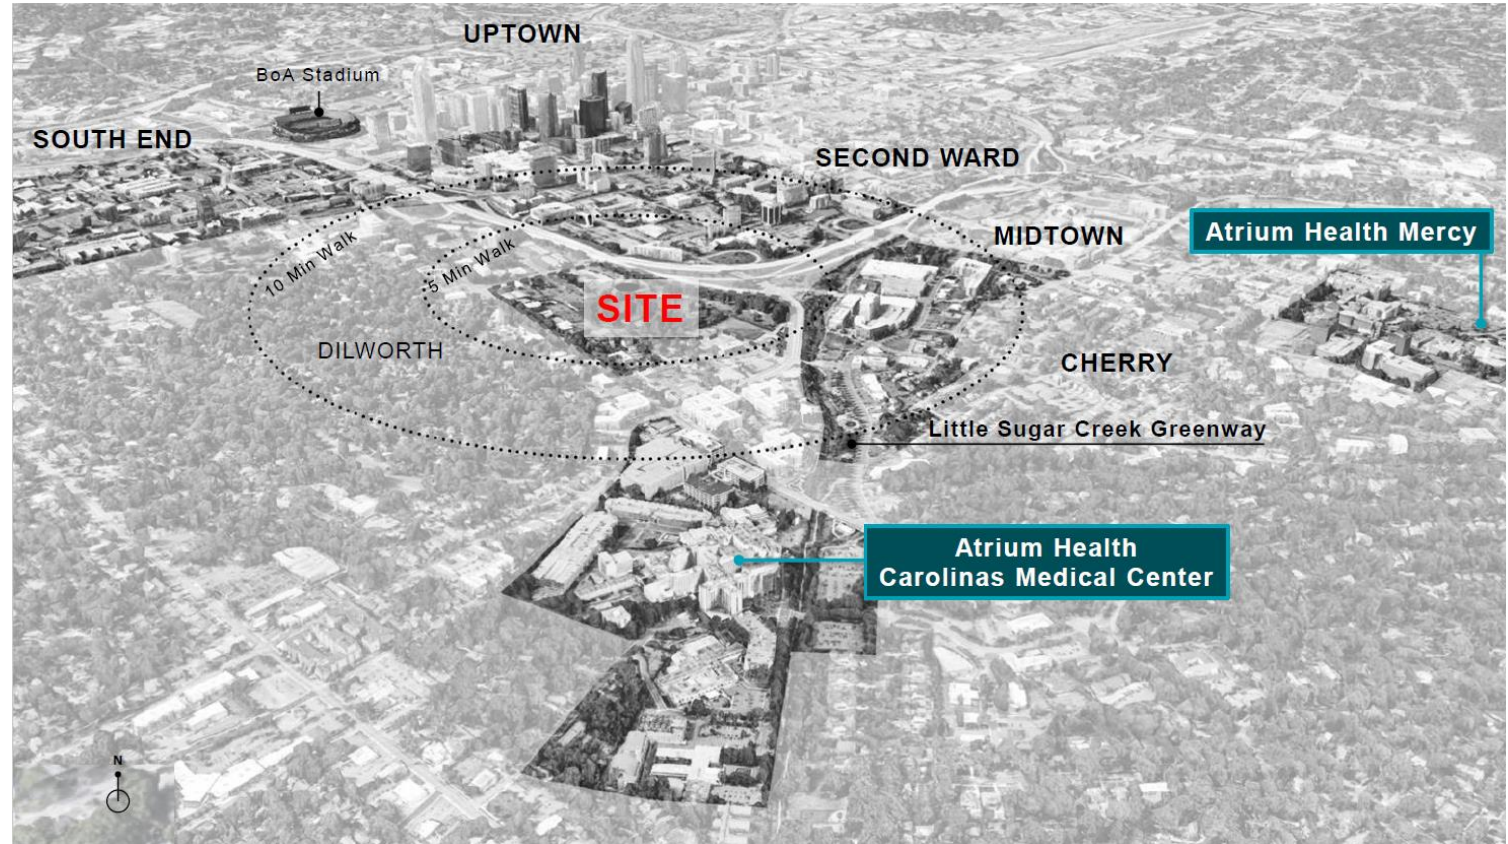 UPTOWN
BoA Stadium
SOUTH END
SECOND WARD
MIDTOWN
Atrium Health Mercy
10 Min Walk
5 Min Walk
SITE
DILWORTH
CHERRY
Little Sugar Creek Greenway
Atrium Health
Carolinas Medical Center
N